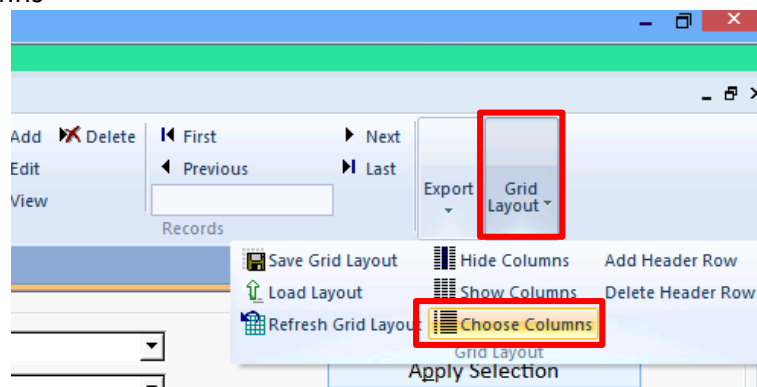 Add Delete First Next
Edit Previous Last
View
Export Grid Layout
Records
Save Grid Layout Hide Columns Add Header Row
Load Layout Show Columns Delete Header Row
Refresh Grid Layou Choose Columns
Grid Layout
Apply Selection